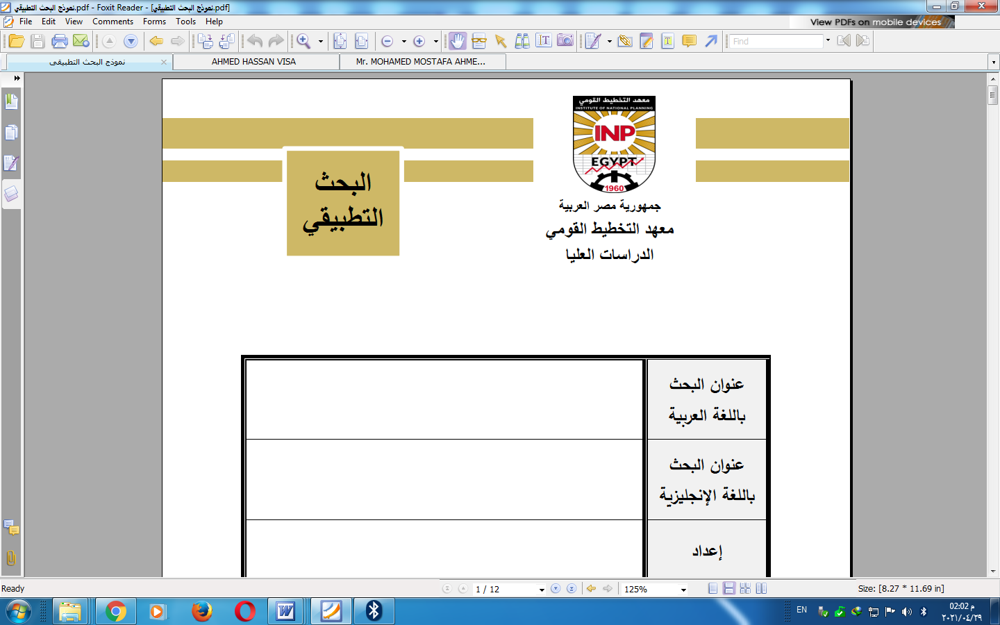 نموذج البحث التطبيقي.pdf - Foxit Reader - [نموذج البحث التطبيقي.pdf]
File Edit View Comments Forms Tools Help
View PDFs on mobile devices
Find
نموذج البحث التطبيقى
AHMED HASSAN VISA
Mr. MOHAMED MOSTAFA AHME...
معهد التخطيط القومي
INSTITUTE OF NATIONAL PLANNING
INP
EGYPT
1960
جمهورية مصر العربية
معهد التخطيط القومي
الدراسات العليا
البحث
التطبيقي
عنوان البحث
باللغة العربية
عنوان البحث
باللغة الإنجليزية
إعداد
Ready
1 / 12
125%
Size: [8.27 * 11.69 in]
EN
02:02 م
٢٠٢١/٠٤/٢٩